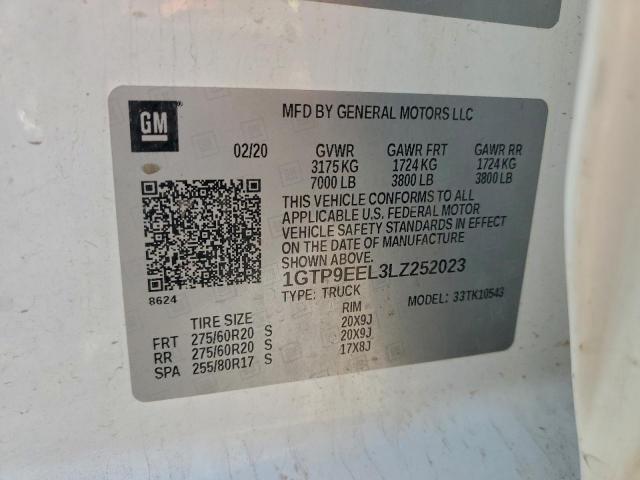 GM
MFD BY GENERAL MOTORS LLC
02/20 GVWR GAWR FRT GAWR RR
3175 KG 1724 KG 1724 KG
7000 LB 3800 LB 3800 LB
THIS VEHICLE CONFORMS TO ALL
APPLICABLE U.S. FEDERAL MOTOR
VEHICLE SAFETY STANDARDS IN EFFECT
ON THE DATE OF MANUFACTURE
SHOWN ABOVE.
1GTP9EEL3LZ252023
TYPE: TRUCK MODEL: 33TK10543
8624
TIRE SIZE RIM
FRT 275/60R20 S 20X9J
RR 275/60R20 S 20X9J
SPA 255/80R17 S 17X8J